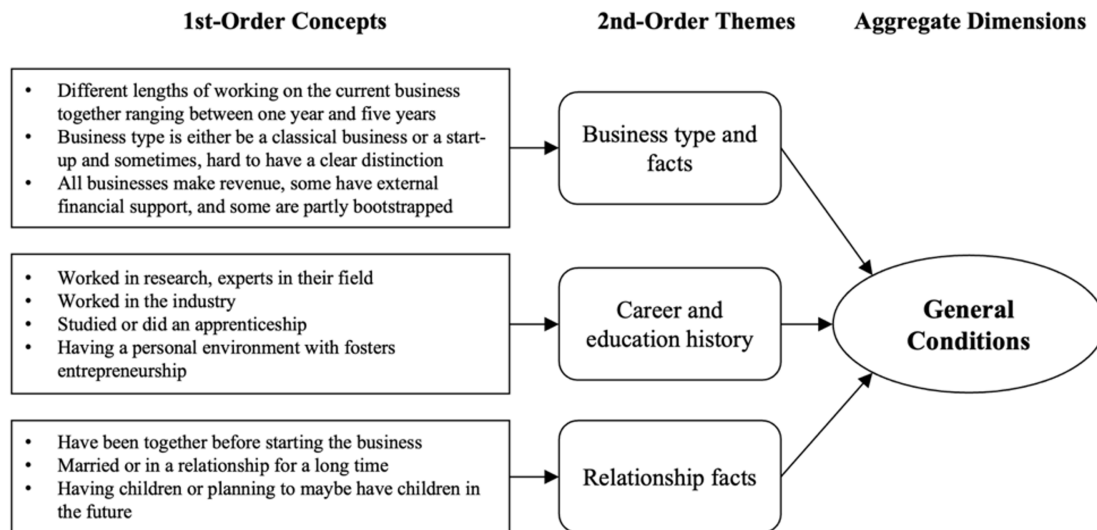 1st-Order Concepts
2nd-Order Themes
Aggregate Dimensions
• Different lengths of working on the current business
together ranging between one year and five years
• Business type is either be a classical business or a start-
up and sometimes, hard to have a clear distinction
• All businesses make revenue, some have external
financial support, and some are partly bootstrapped
Business type and
facts
• Worked in research, experts in their field
• Worked in the industry
• Studied or did an apprenticeship
• Having a personal environment with fosters
entrepreneurship
Career and
education history
General
Conditions
• Have been together before starting the business
• Married or in a relationship for a long time
• Having children or planning to maybe have children in
the future
Relationship facts